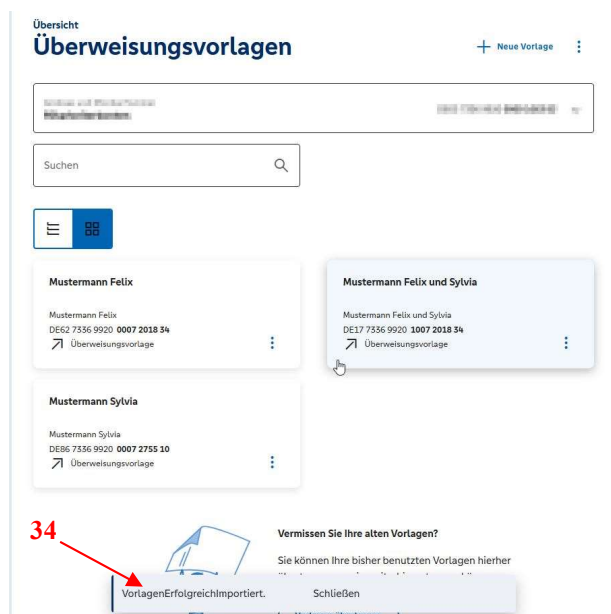 Übersicht
Überweisungsvorlagen
Neue Vorlage
Suchen
Mustermann Felix
Mustermann Felix
DE62 7336 9920 0007 2018 34
Überweisungsvorlage
Mustermann Felix und Sylvia
Mustermann Felix und Sylvia
DE17 7336 9920 1007 2018 34
Überweisungsvorlage
Mustermann Sylvia
Mustermann Sylvia
DE86 7336 9920 0007 2755 10
Überweisungsvorlage
34
Vermissen Sie Ihre alten Vorlagen?
Sie können Ihre bisher benutzten Vorlagen hierher
VorlagenErfolgreichImportiert. Schließen